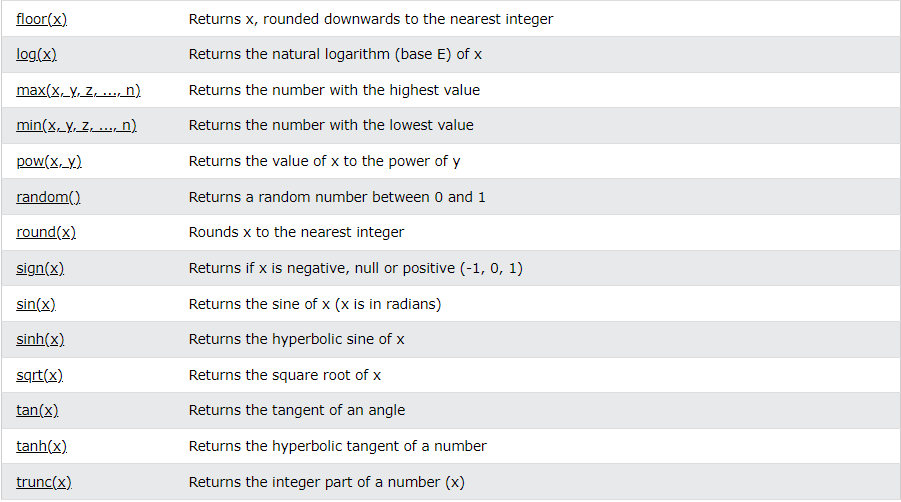 floor(x) Returns x, rounded downwards to the nearest integer
log(x) Returns the natural logarithm (base E) of x
max(x, y, z, ..., n) Returns the number with the highest value
min(x, y, z, ..., n) Returns the number with the lowest value
pow(x, y) Returns the value of x to the power of y
random() Returns a random number between 0 and 1
round(x) Rounds x to the nearest integer
sign(x) Returns if x is negative, null or positive (-1, 0, 1)
sin(x) Returns the sine of x (x is in radians)
sinh(x) Returns the hyperbolic sine of x
sqrt(x) Returns the square root of x
tan(x) Returns the tangent of an angle
tanh(x) Returns the hyperbolic tangent of a number
trunc(x) Returns the integer part of a number (x)